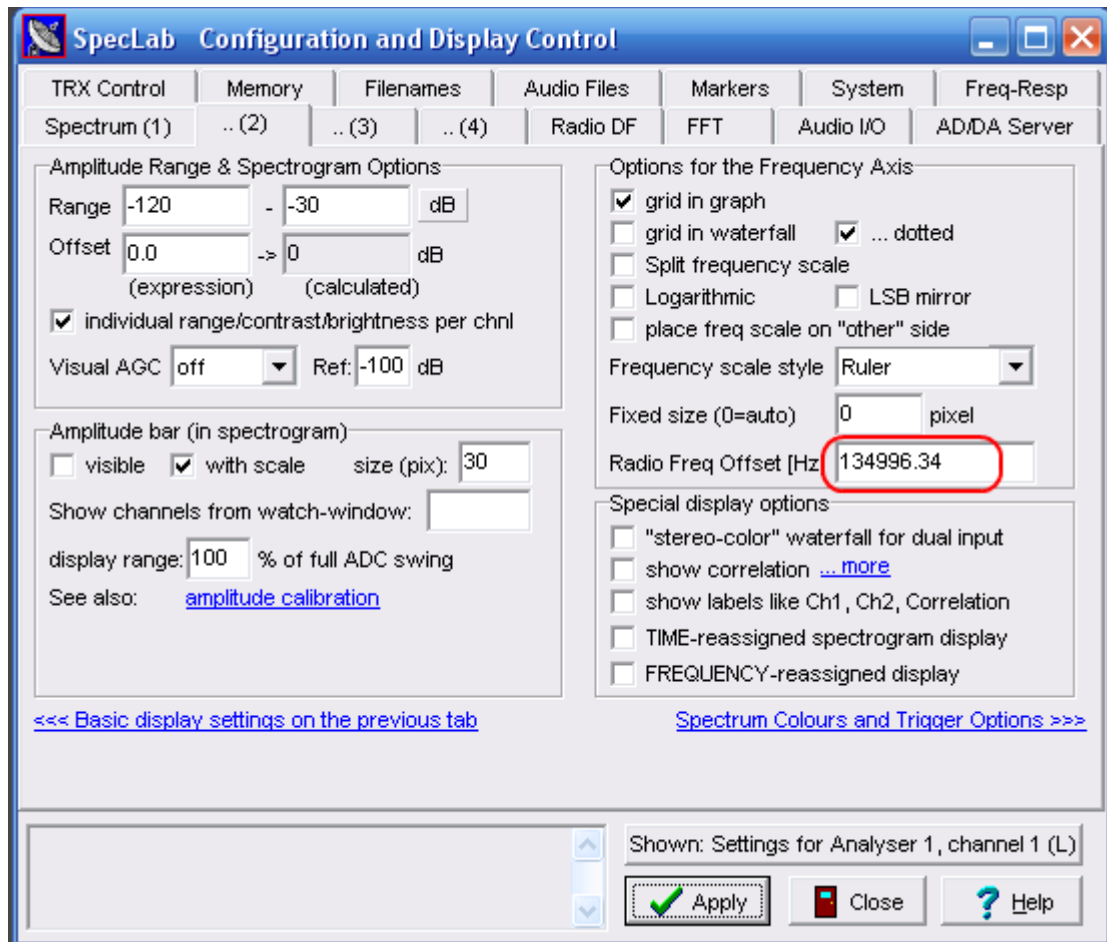 SpecLab Configuration and Display Control
TRX Control Memory Filenames Audio Files Markers System Freq-Resp
Spectrum (1) .. (2) .. (3) .. (4) Radio DF FFT Audio I/O AD/DA Server
Amplitude Range & Spectrogram Options
Range -120 - -30 dB
Offset 0.0 -> 0 dB
(expression) (calculated)
individual range/contrast/brightness per chnl
Visual AGC off Ref: -100 dB
Amplitude bar (in spectrogram)
visible with scale size (pix): 30
Show channels from watch-window:
display range: 100 % of full ADC swing
See also: amplitude calibration
Options for the Frequency Axis
grid in graph
grid in waterfall ... dotted
Split frequency scale
Logarithmic LSB mirror
place freq scale on "other" side
Frequency scale style Ruler
Fixed size (0=auto) 0 pixel
Radio Freq Offset [Hz 134996.34
Special display options
"stereo-color" waterfall for dual input
show correlation ... more
show labels like Ch1, Ch2, Correlation
TIME-reassigned spectrogram display
FREQUENCY-reassigned display
<<< Basic display settings on the previous tab
Spectrum Colours and Trigger Options >>>
Shown: Settings for Analyser 1, channel 1 (L)
Apply Close Help